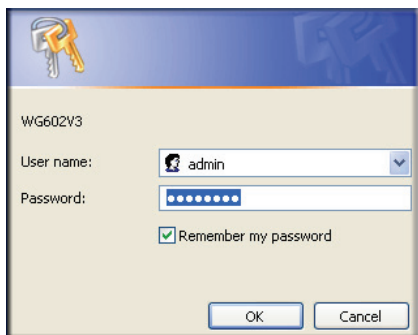 WG602V3
User name: admin
Password: ●●●●●●●●
Remember my password
OK Cancel